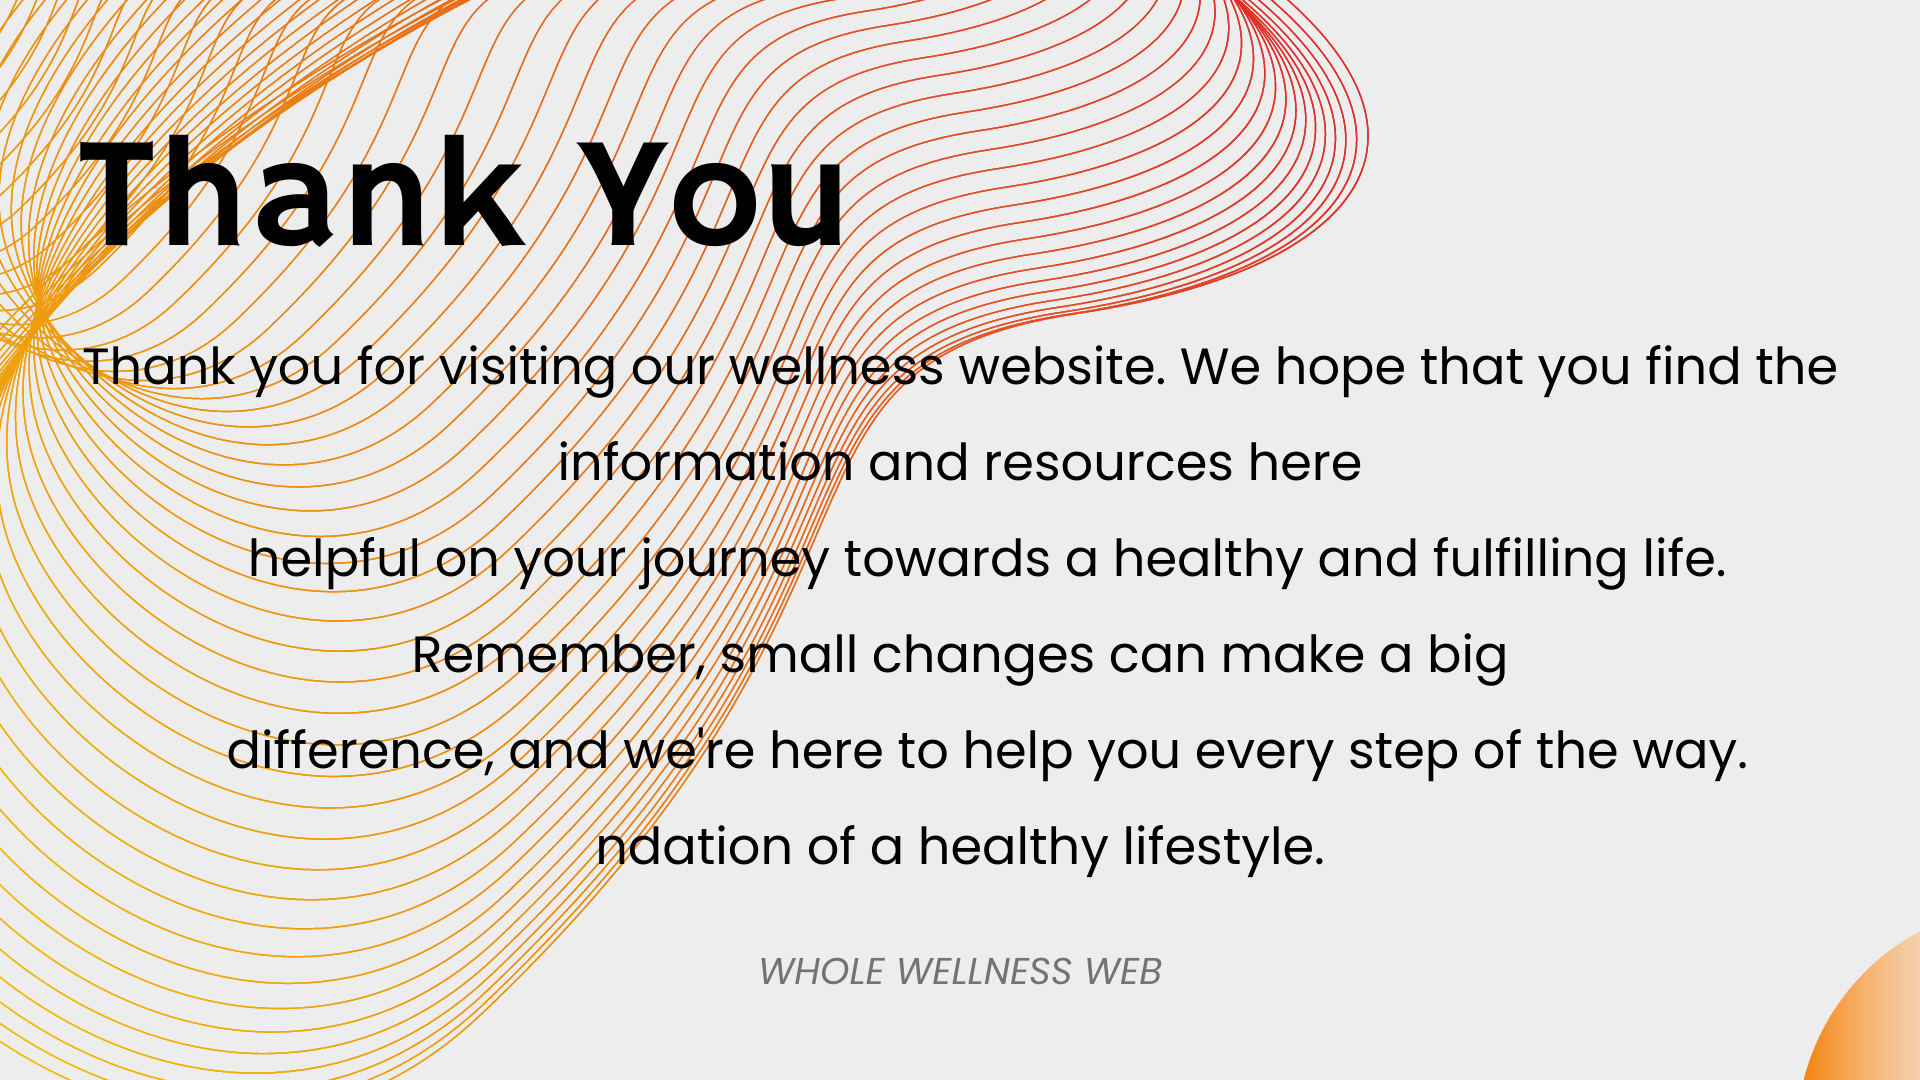 Thank You
Thank you for visiting our wellness website. We hope that you find the
information and resources here
helpful on your journey towards a healthy and fulfilling life.
Remember, small changes can make a big
difference, and we're here to help you every step of the way.
ndation of a healthy lifestyle.
WHOLE WELLNESS WEB